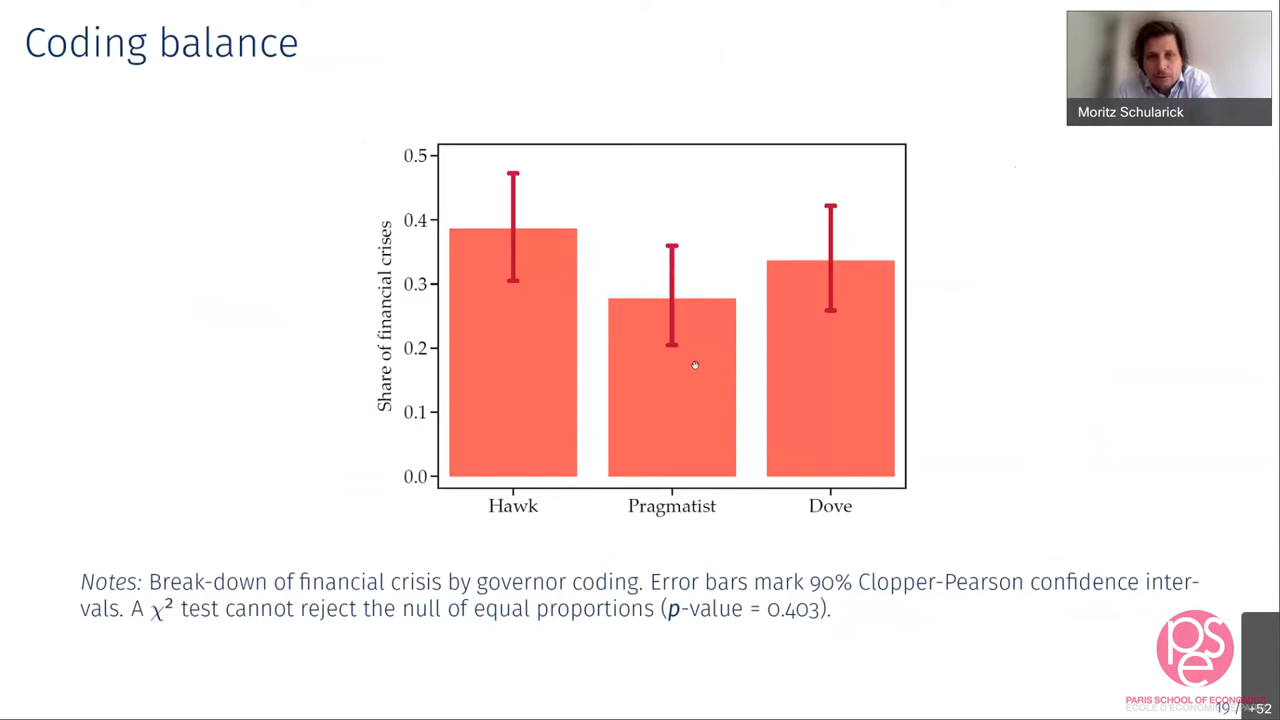 Coding balance
Moritz Schularick
Share of financial crises
0.5
0.4
0.3
0.2
0.1
0.0
Hawk
Pragmatist
Dove
Notes: Break-down of financial crisis by governor coding. Error bars mark 90% Clopper-Pearson confidence inter-
vals. A χ² test cannot reject the null of equal proportions (p-value = 0.403).
pse
PARIS SCHOOL OF ECONOMICS
19 / +52